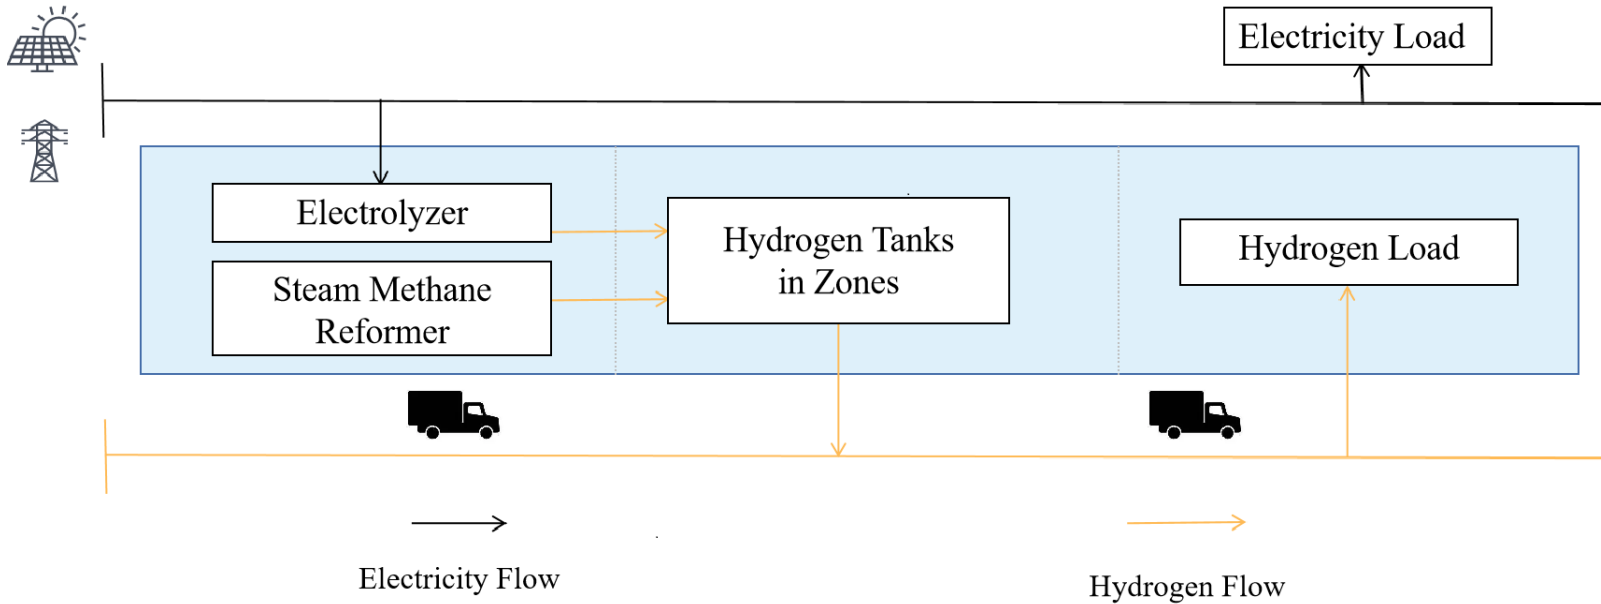 Electricity Load
Electrolyzer
Steam Methane
Reformer
Hydrogen Tanks
in Zones
Hydrogen Load
Electricity Flow
Hydrogen Flow